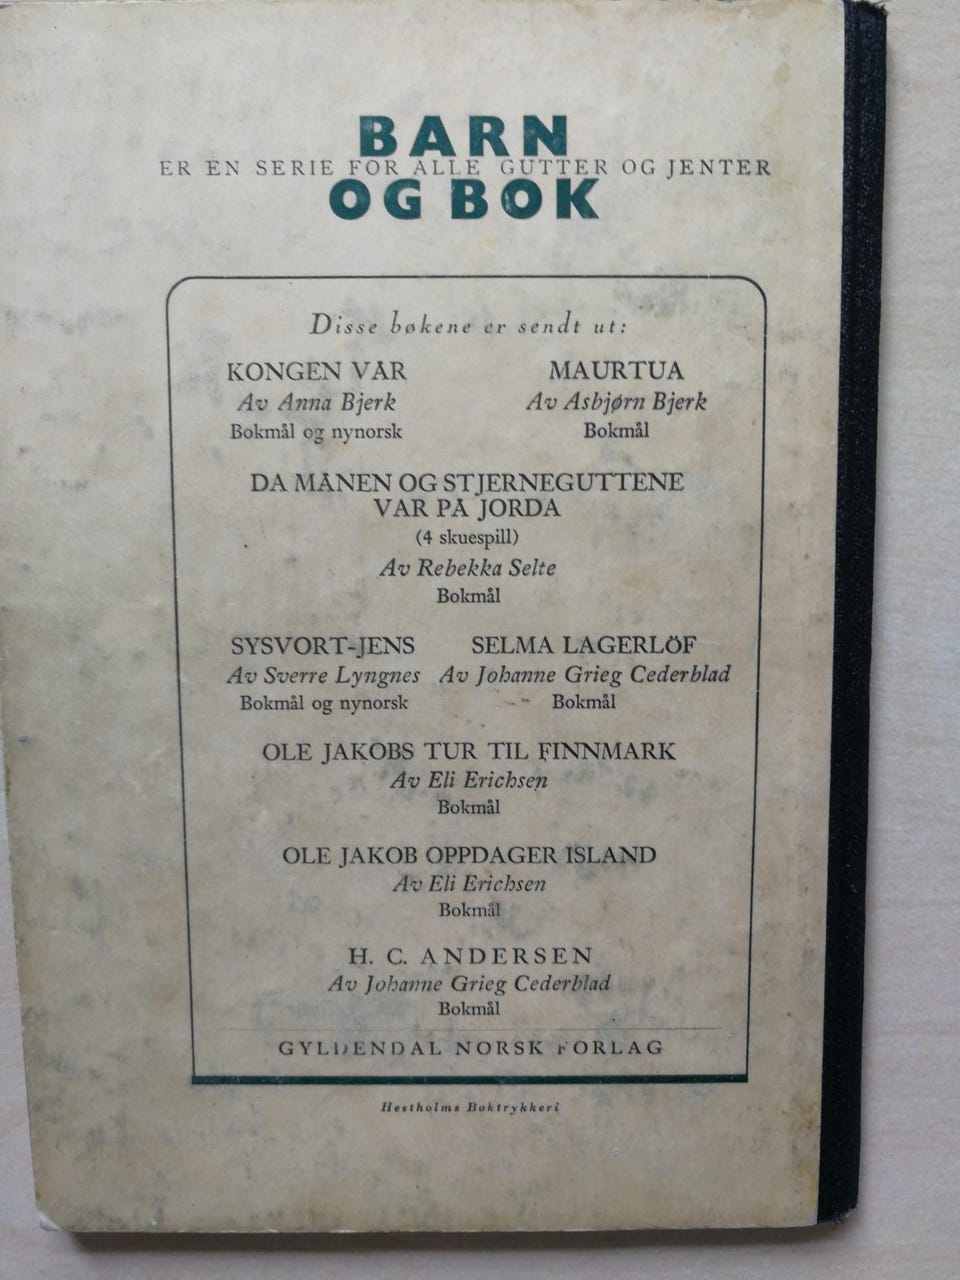 BARN
ER EN SERIE FOR ALLE GUTTER OG JENTER
OG BOK
Disse bøkene er sendt ut:
KONGEN VÅR
Av Anna Bjerk
Bokmål og nynorsk
MAURTUA
Av Asbjørn Bjerk
Bokmål
DA MÅNEN OG STJERNEGUTTENE
VAR PÅ JORDA
(4 skuespill)
Av Rebekka Selte
Bokmål
SYSVORT-JENS
Av Sverre Lyngnes
Bokmål og nynorsk
SELMA LAGERLÖF
Av Johanne Grieg Cederblad
Bokmål
OLE JAKOBS TUR TIL FINNMARK
Av Eli Erichsen
Bokmål
OLE JAKOB OPPDAGER ISLAND
Av Eli Erichsen
Bokmål
H. C. ANDERSEN
Av Johanne Grieg Cederblad
Bokmål
GYLDENDAL NORSK FORLAG
Hestholms Boktrykkeri